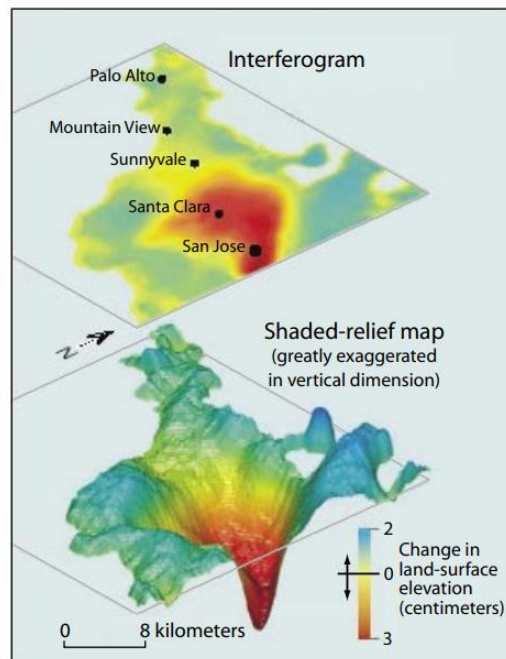 Interferogram
Palo Alto
Mountain View
Sunnyvale
Santa Clara
San Jose
N
Shaded-relief map
(greatly exaggerated
in vertical dimension)
2
Change in
land-surface
0
elevation
(centimeters)
3
0 8 kilometers